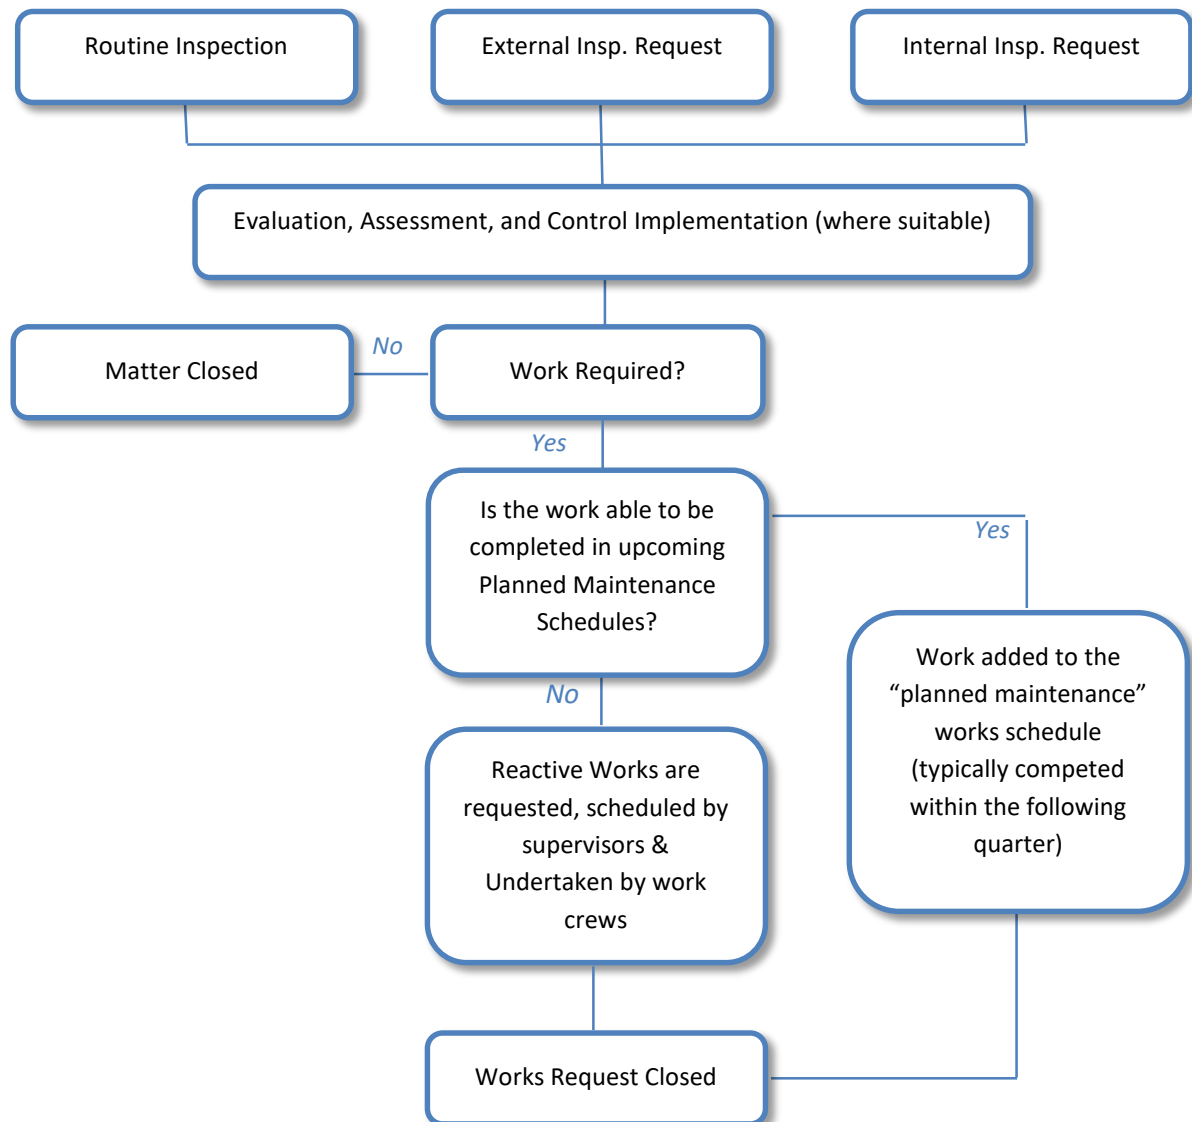 Routine Inspection
External Insp. Request
Internal Insp. Request
Evaluation, Assessment, and Control Implementation (where suitable)
Matter Closed
No
Work Required?
Yes
Is the work able to be
completed in upcoming
Planned Maintenance
Schedules?
Yes
No
Work added to the
“planned maintenance”
works schedule
(typically competed
within the following
quarter)
Reactive Works are
requested, scheduled by
supervisors &
Undertaken by work
crews
Works Request Closed